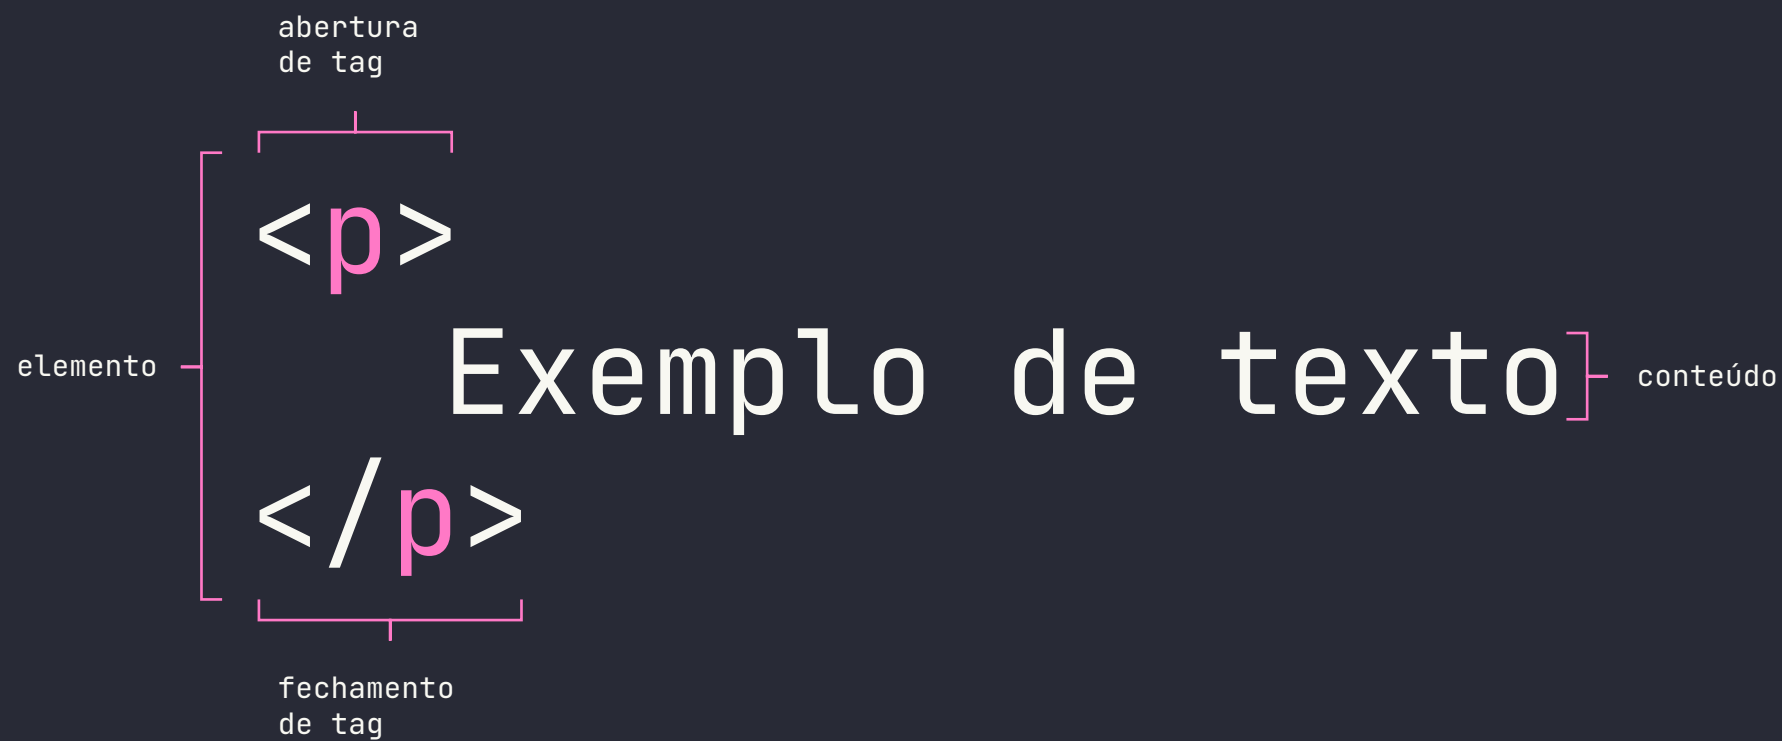 abertura
de tag
<p>
Exemplo de texto
elemento
conteúdo
</p>
fechamento
de tag